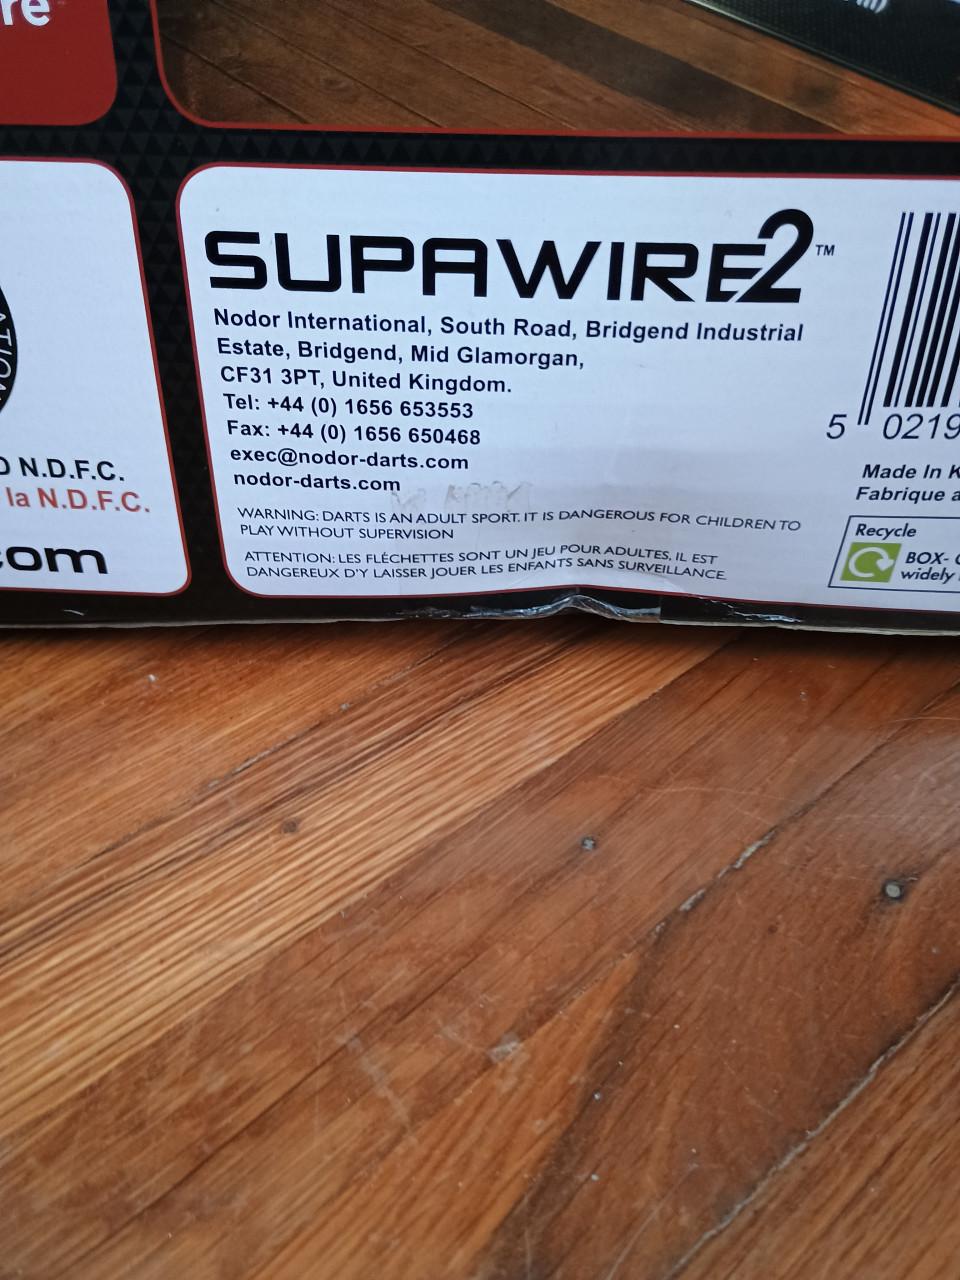 re
SUPAWIRE2™
Nodor International, South Road, Bridgend Industrial
Estate, Bridgend, Mid Glamorgan,
CF31 3PT, United Kingdom.
Tel: +44 (0) 1656 653553
Fax: +44 (0) 1656 650468
exec@nodor-darts.com
nodor-darts.com
WARNING: DARTS IS AN ADULT SPORT. IT IS DANGEROUS FOR CHILDREN TO
PLAY WITHOUT SUPERVISION
ATTENTION: LES FLÉCHETTES SONT UN JEU POUR ADULTES, IL EST
DANGEREUX D'Y LAISSER JOUER LES ENFANTS SANS SURVEILLANCE.
N.D.F.C.
la N.D.F.C.
com
5 0219
Made In K
Fabrique a
Recycle
BOX-
widely